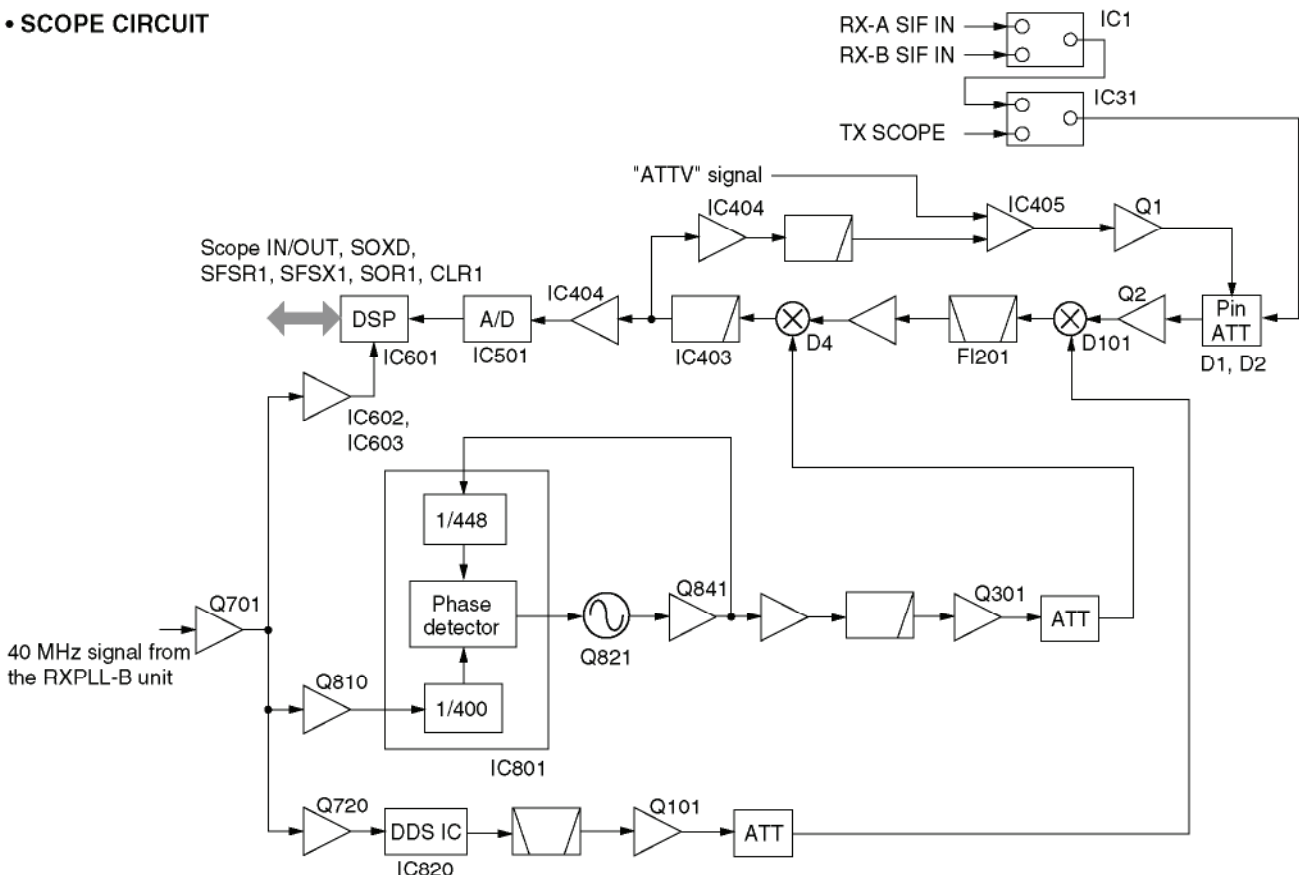 • SCOPE CIRCUIT
RX-A SIF IN
RX-B SIF IN
IC1
IC31
TX SCOPE
"ATTV" signal
IC404
IC405
Q1
Scope IN/OUT, SOXD,
SFSR1, SFSX1, SOR1, CLR1
DSP
IC601
A/D
IC501
IC404
IC403
D4
FI201
D101
Q2
Pin
ATT
D1, D2
IC602,
IC603
1/448
Phase
detector
1/400
IC801
Q821
Q841
Q301
ATT
Q701
40 MHz signal from
the RXPLL-B unit
Q810
Q720
DDS IC
IC820
Q101
ATT